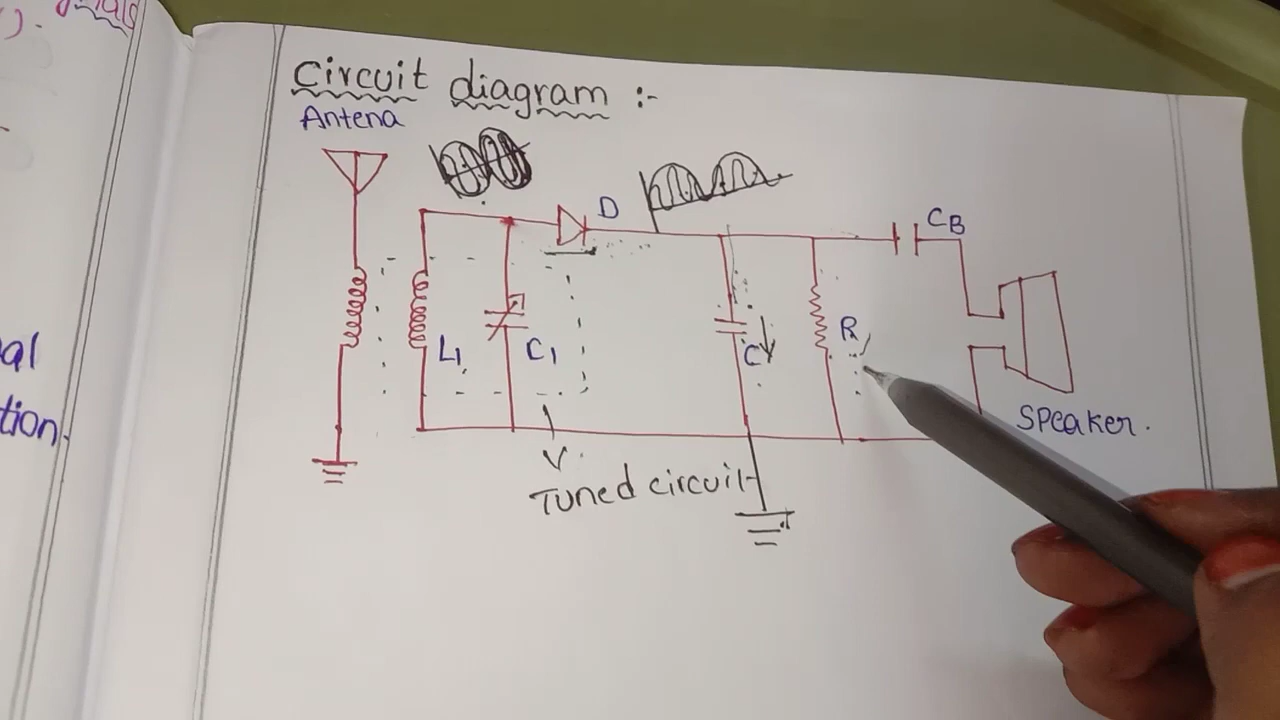 ).
al
tion.
Circuit diagram :-
Antena
D
CB
L1
C1
C
R
Speaker.
Tuned circuit